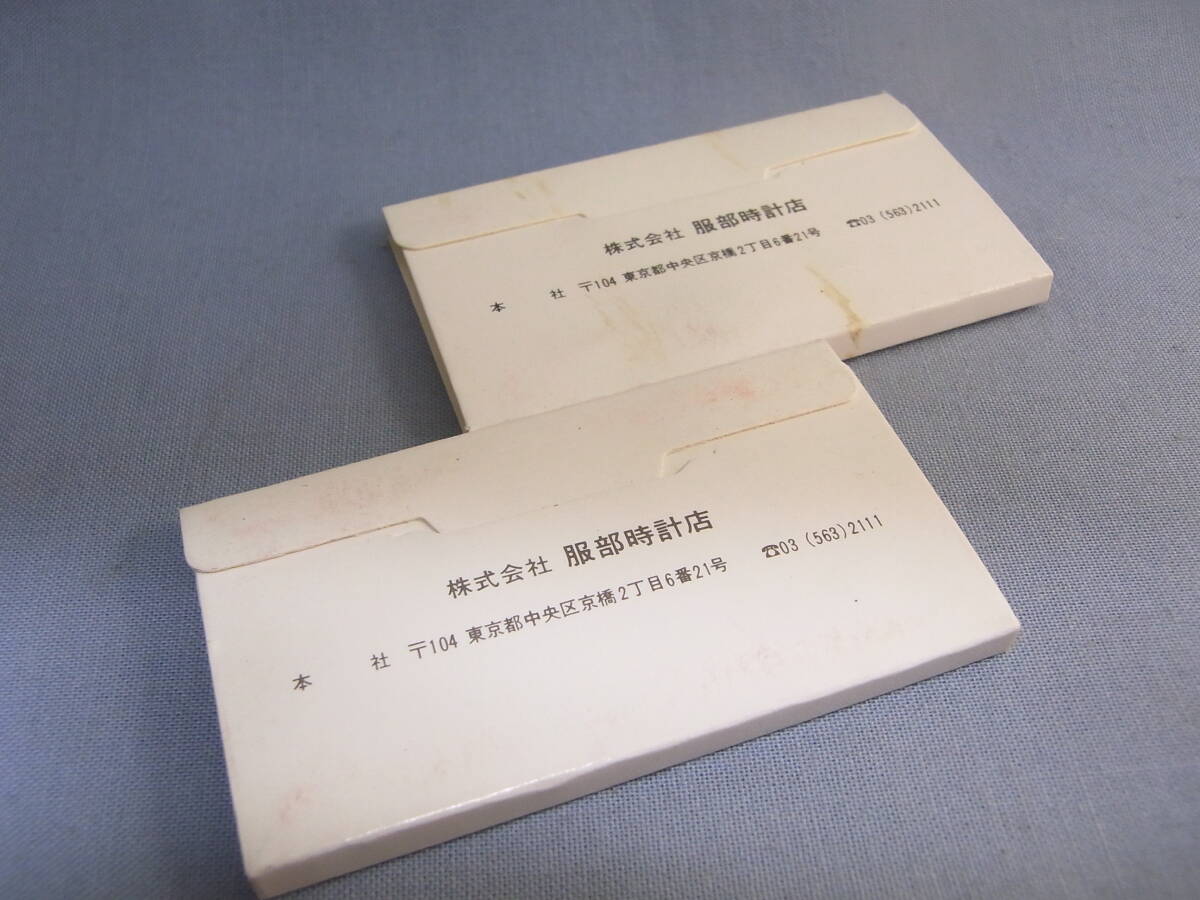 株式会社 服部時計店
本 社 〒104 東京都中央区京橋2丁目6番21号 ☎03 (563)2111
株式会社 服部時計店
本 社 〒104 東京都中央区京橋2丁目6番21号 ☎03 (563)2111